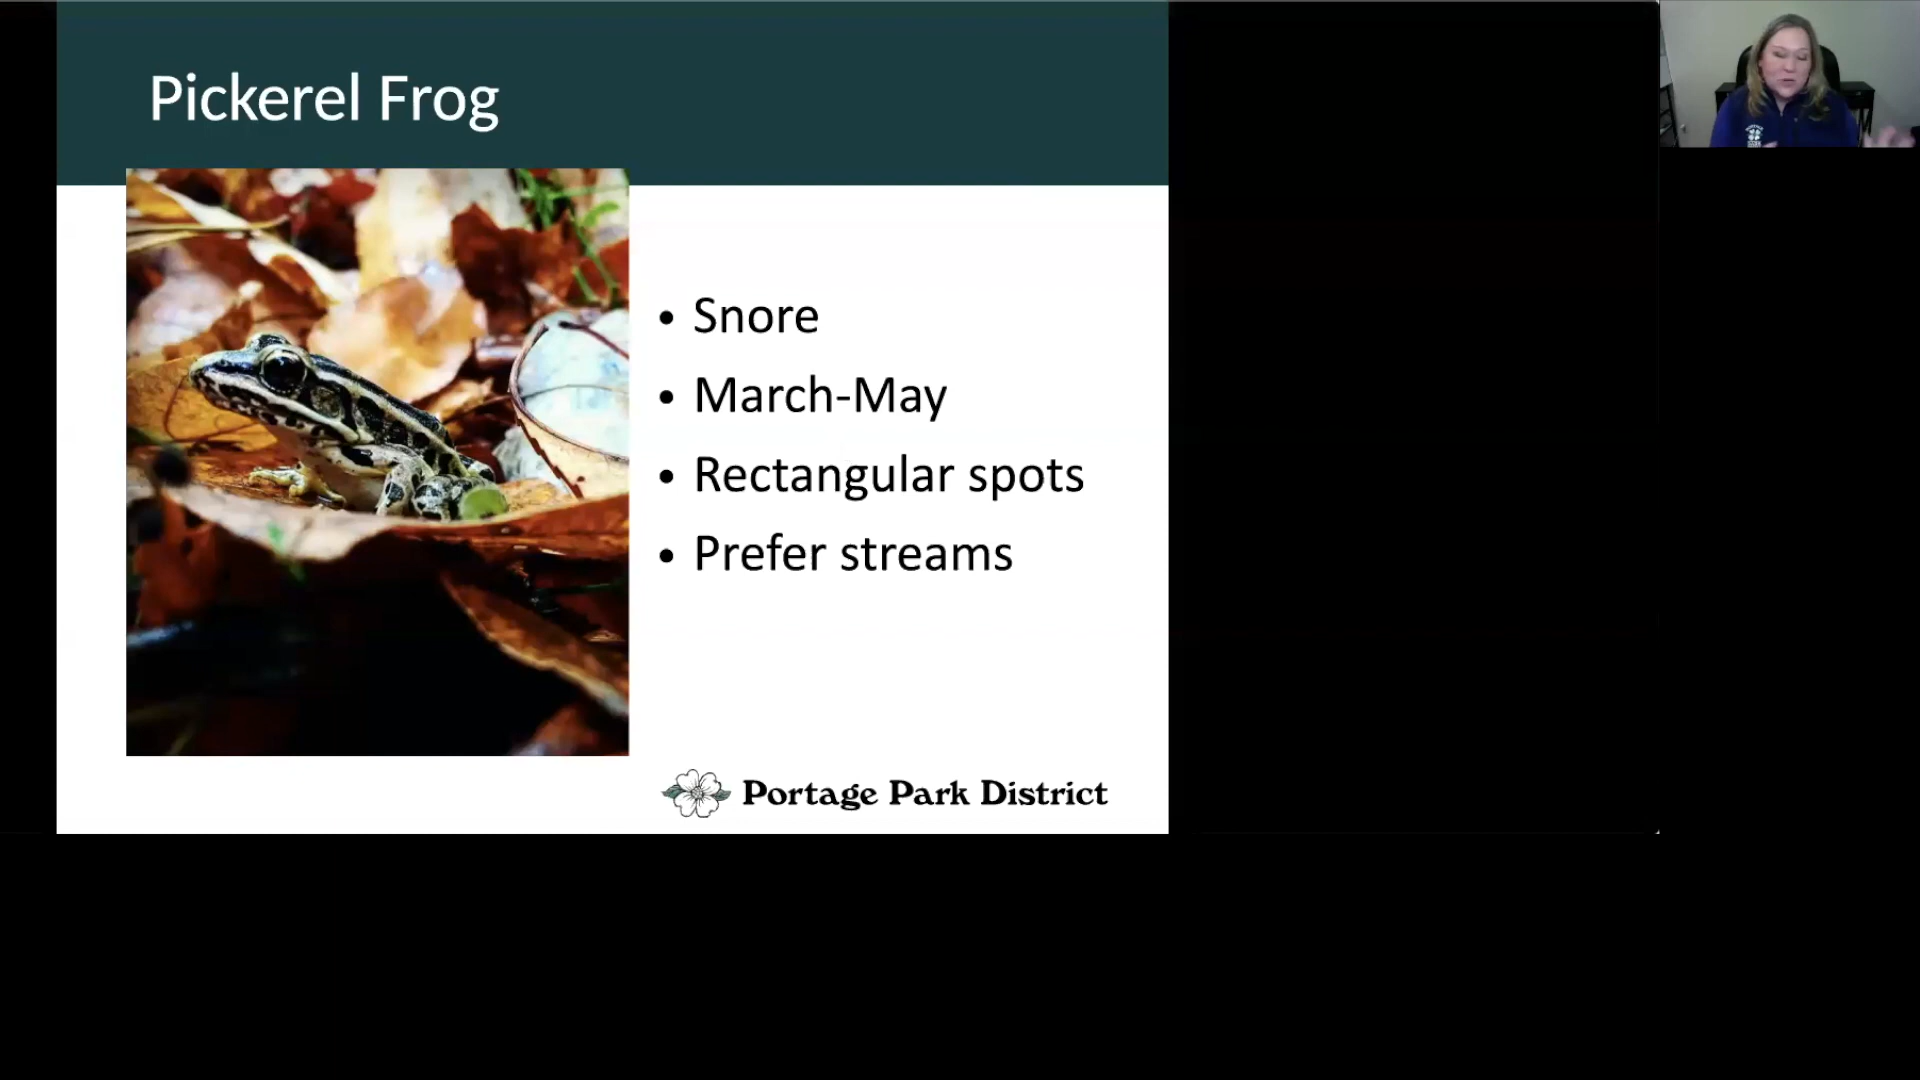 Pickerel Frog
• Snore
• March-May
• Rectangular spots
• Prefer streams
Portage Park District